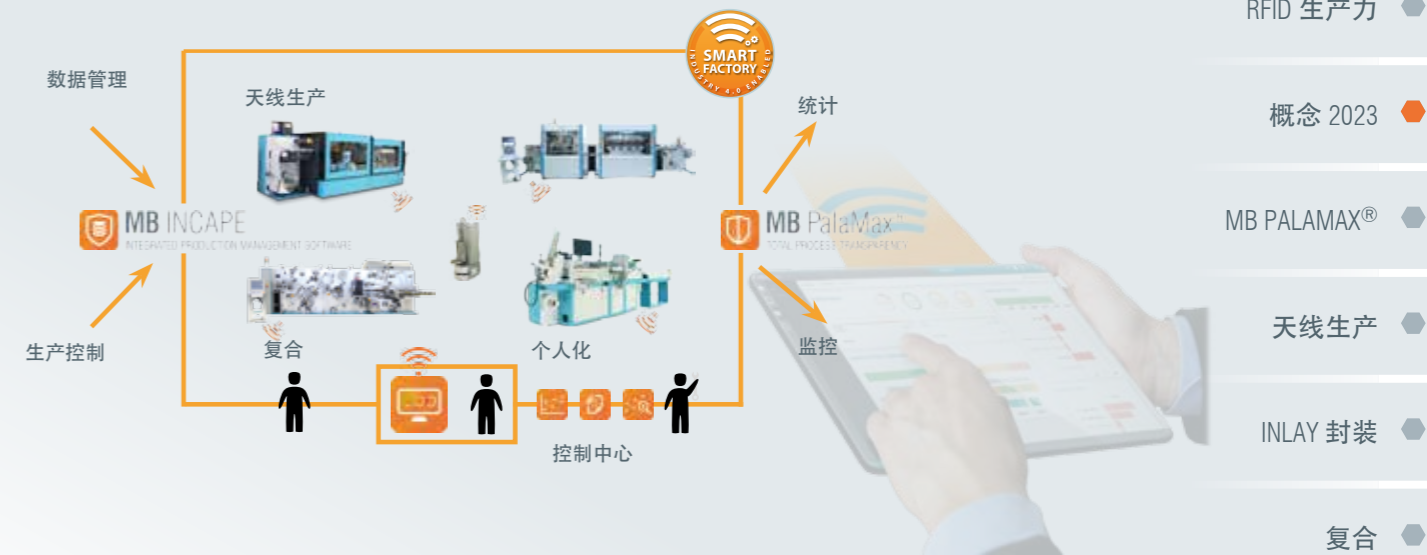 SMART
FACTORY
INDUSTRY 4.0 ENABLED
数据管理
天线生产
统计
MB INCAPE
INTEGRATED PRODUCTION MANAGEMENT SOFTWARE
MB PalaMax®
TOTAL PROCESS TRANSPARENCY
生产控制
复合
个人化
监控
控制中心
RFID 生产力
概念 2023
MB PALAMAX®
天线生产
INLAY 封装
复合